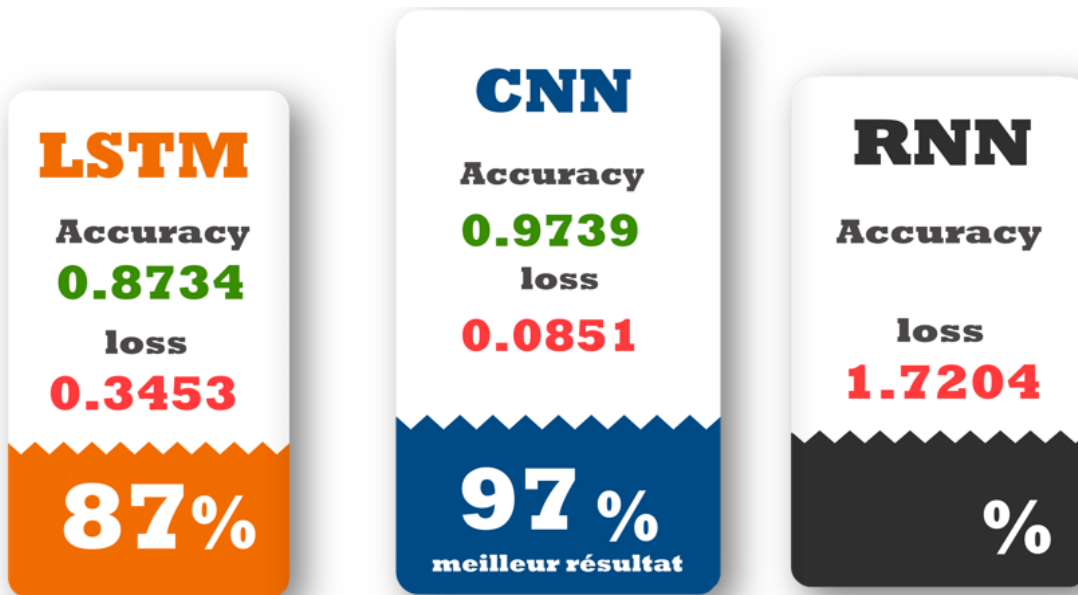 LSTM
Accuracy
0.8734
loss
0.3453
87%
CNN
Accuracy
0.9739
loss
0.0851
97 %
meilleur résultat
RNN
Accuracy
loss
1.7204
%